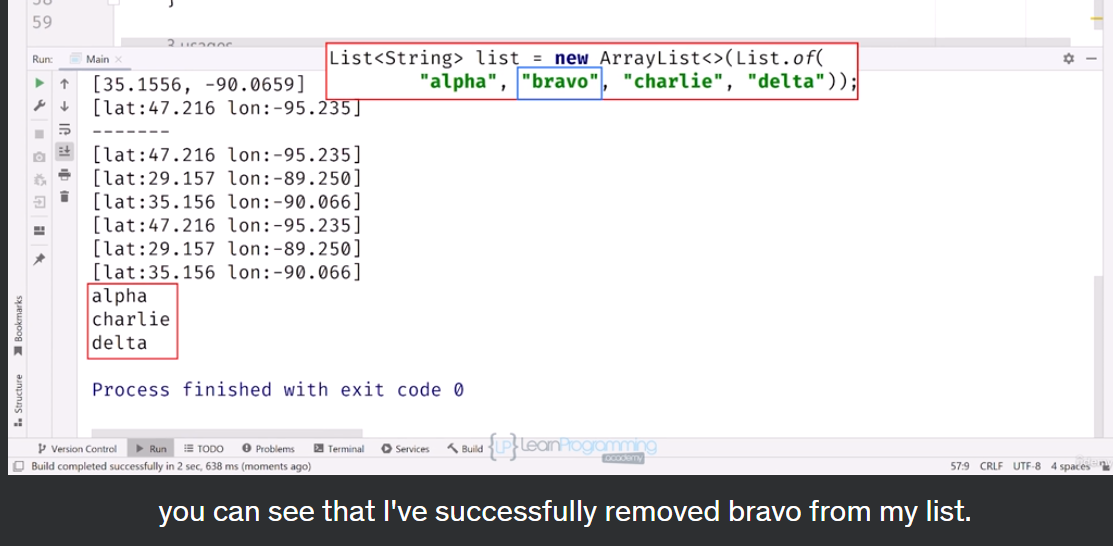 58
59
3 usages
Run: Main
List<String> list = new ArrayList<>(List.of(
"alpha", "bravo", "charlie", "delta"));
[35.1556, -90.0659]
[lat:47.216 lon:-95.235]
-------
[lat:47.216 lon:-95.235]
[lat:29.157 lon:-89.250]
[lat:35.156 lon:-90.066]
[lat:47.216 lon:-95.235]
[lat:29.157 lon:-89.250]
[lat:35.156 lon:-90.066]
alpha
charlie
delta
Process finished with exit code 0
Bookmarks
Structure
Version Control Run TODO Problems Terminal Services Build
{LP} LearnProgramming
academy
Build completed successfully in 2 sec, 638 ms (moments ago) 57:9 CRLF UTF-8 4 spaces
you can see that I've successfully removed bravo from my list.